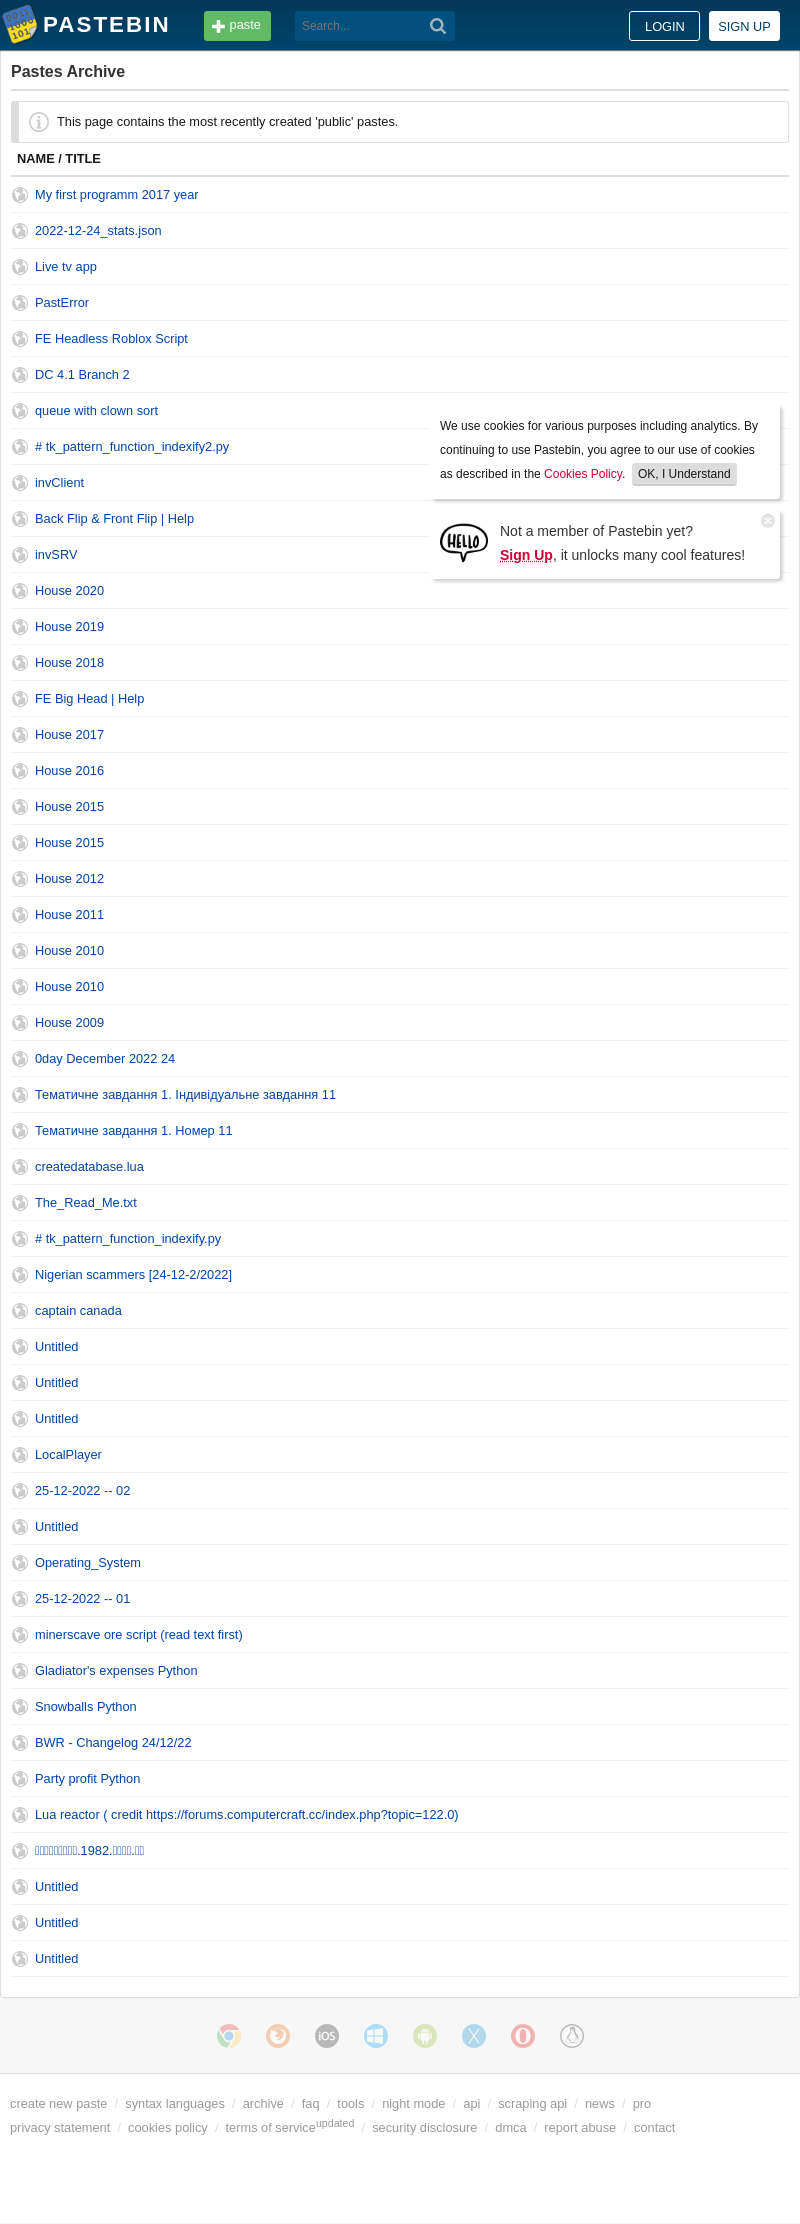 PASTEBIN
paste
Search...
LOGIN
SIGN UP
Pastes Archive
This page contains the most recently created 'public' pastes.
NAME / TITLE
My first programm 2017 year
2022-12-24_stats.json
Live tv app
PastError
FE Headless Roblox Script
DC 4.1 Branch 2
queue with clown sort
# tk_pattern_function_indexify2.py
invClient
Back Flip & Front Flip | Help
invSRV
We use cookies for various purposes including analytics. By
continuing to use Pastebin, you agree to our use of cookies
as described in the Cookies Policy. OK, I Understand
HELLO
Not a member of Pastebin yet?
Sign Up, it unlocks many cool features!
House 2020
House 2019
House 2018
FE Big Head | Help
House 2017
House 2016
House 2015
House 2015
House 2012
House 2011
House 2010
House 2010
House 2009
0day December 2022 24
Тематичне завдання 1. Індивідуальне завдання 11
Тематичне завдання 1. Номер 11
createdatabase.lua
The_Read_Me.txt
# tk_pattern_function_indexify.py
Nigerian scammers [24-12-2/2022]
captain canada
Untitled
Untitled
Untitled
LocalPlayer
25-12-2022 -- 02
Untitled
Operating_System
25-12-2022 -- 01
minerscave ore script (read text first)
Gladiator's expenses Python
Snowballs Python
BWR - Changelog 24/12/22
Party profit Python
Lua reactor ( credit https://forums.computercraft.cc/index.php?topic=122.0)
.1982.
Untitled
Untitled
Untitled
iOS
create new paste / syntax languages / archive / faq / tools / night mode / api / scraping api / news / pro
privacy statement / cookies policy / terms of serviceupdated / security disclosure / dmca / report abuse / contact